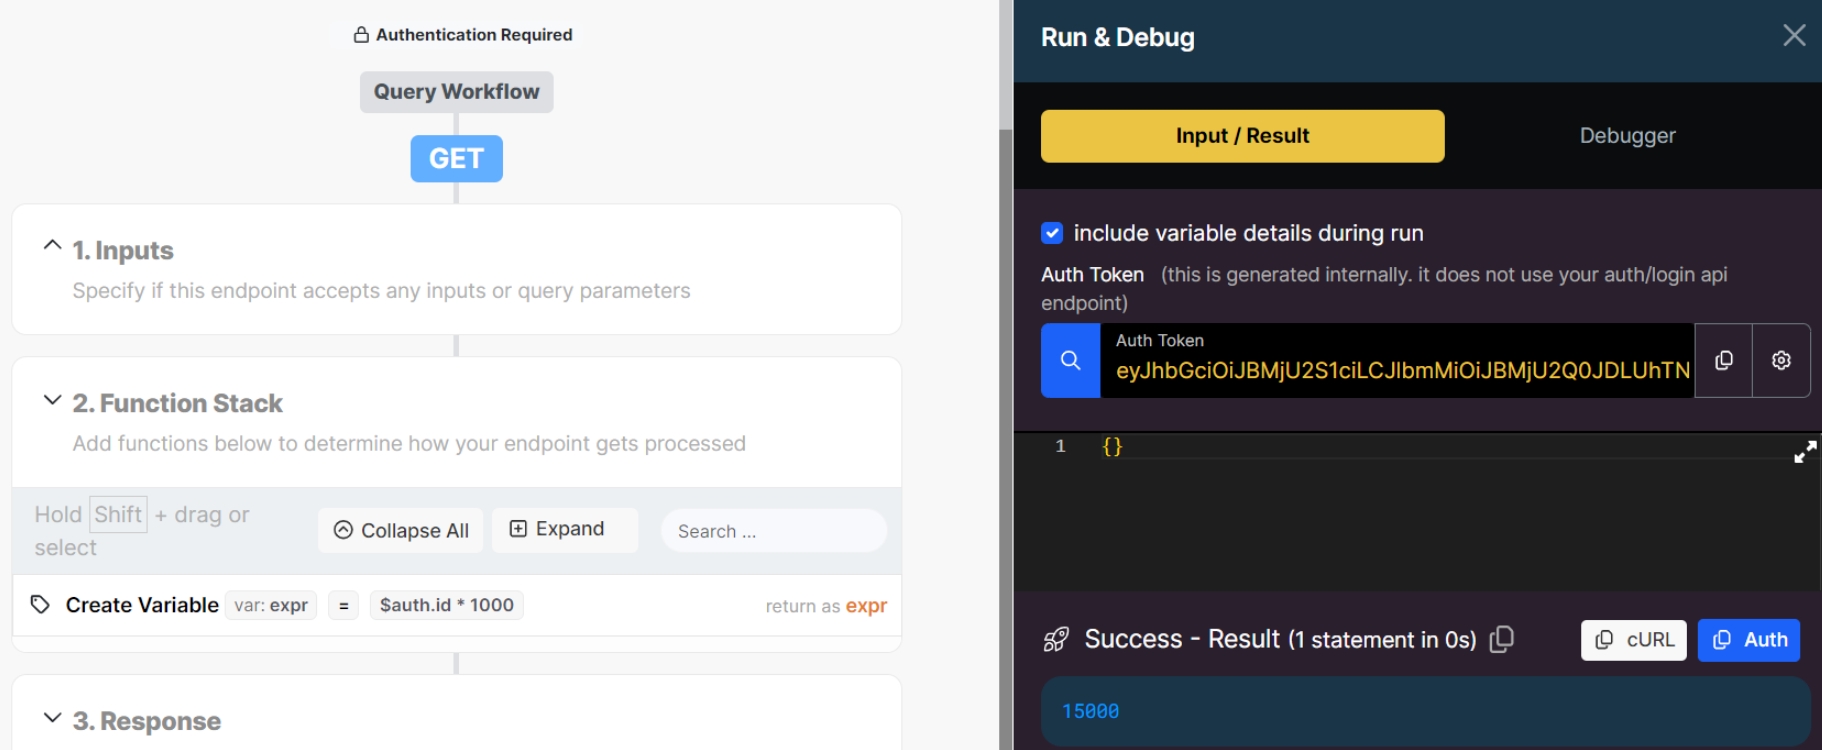 Authentication Required
Query Workflow
GET
1. Inputs
Specify if this endpoint accepts any inputs or query parameters
2. Function Stack
Add functions below to determine how your endpoint gets processed
Hold Shift + drag or
select
Collapse All
Expand
Search ...
Create Variable var: expr = $auth.id * 1000 return as expr
3. Response
Run & Debug
Input / Result
Debugger
include variable details during run
Auth Token (this is generated internally. it does not use your auth/login api
endpoint)
Auth Token
eyJhbGciOiJBMjU2S1ciLCJlbmMiOiJBMjU2Q0JDLUhTN
1 {}
Success - Result (1 statement in 0s)
cURL
Auth
15000